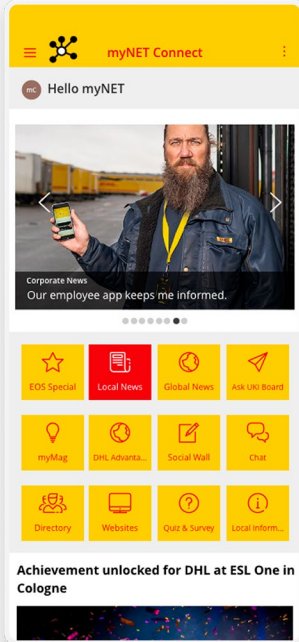 myNET Connect
mC
Hello myNET
Corporate News
Our employee app keeps me informed.
EOS Special
Local News
Global News
Ask UKI Board
myMag
DHL Advanta...
Social Wall
Chat
Directory
Websites
Quiz & Survey
Local Inform...
Achievement unlocked for DHL at ESL One in
Cologne